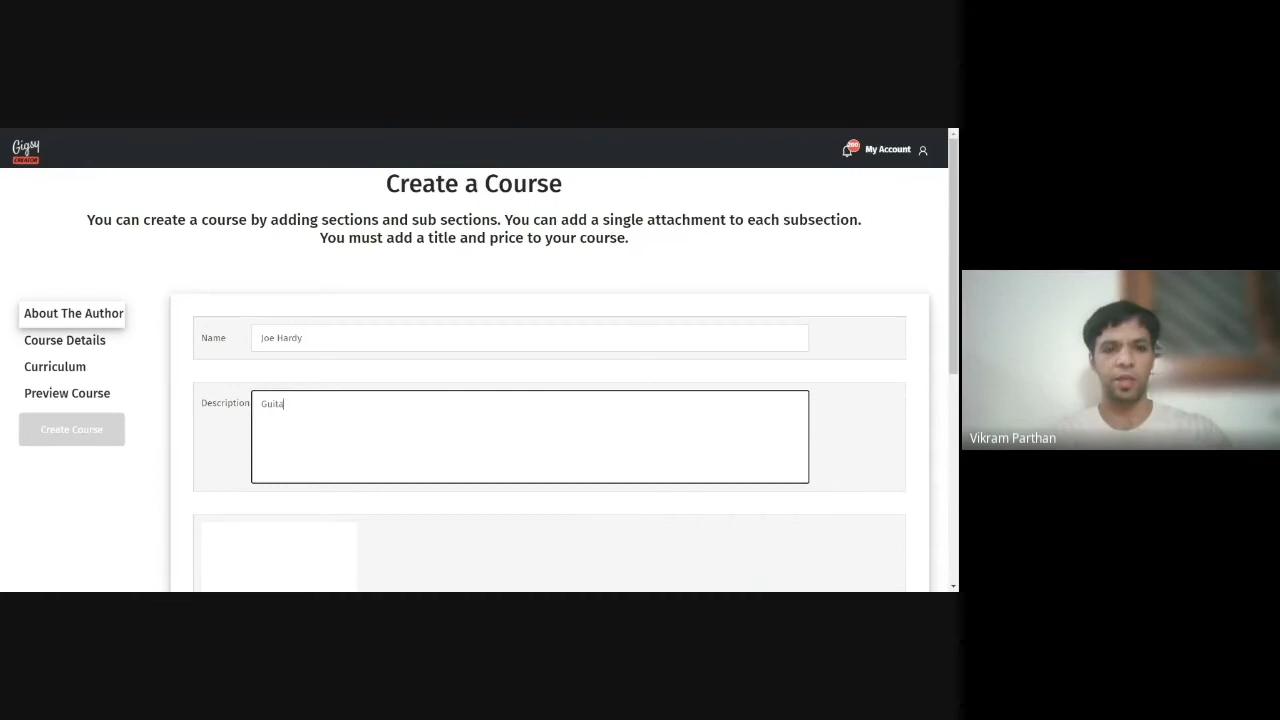 Gigsy
CREATOR
200
My Account
Create a Course
You can create a course by adding sections and sub sections. You can add a single attachment to each subsection.
You must add a title and price to your course.
About The Author
Course Details
Curriculum
Preview Course
Create Course
Name
Joe Hardy
Description
Guita
Vikram Parthan